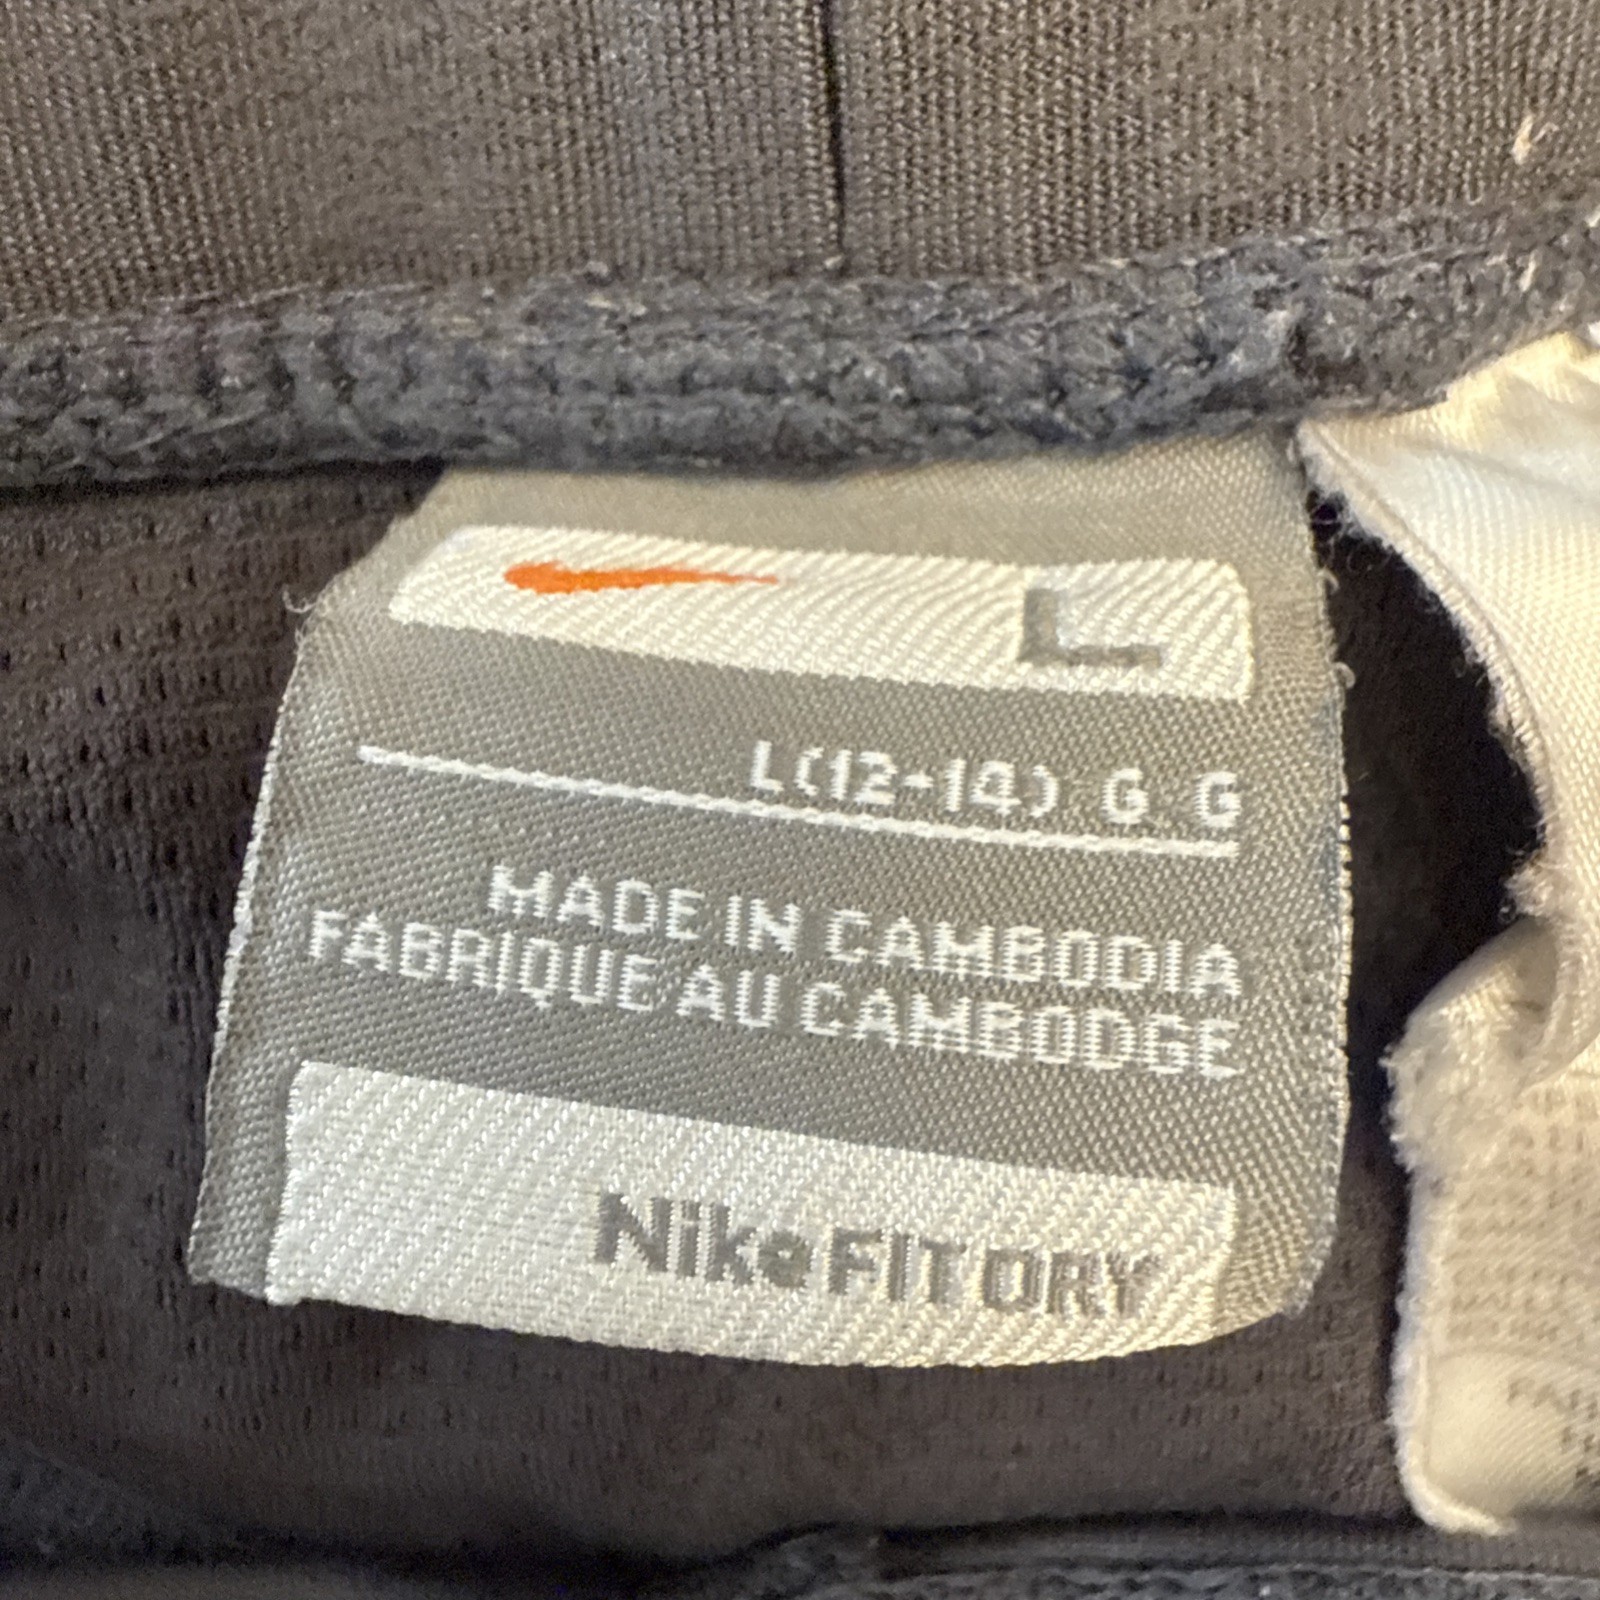 L
L(12-14) G G
MADE IN CAMBODIA
FABRIQUE AU CAMBODGE
Nike FIT DRY